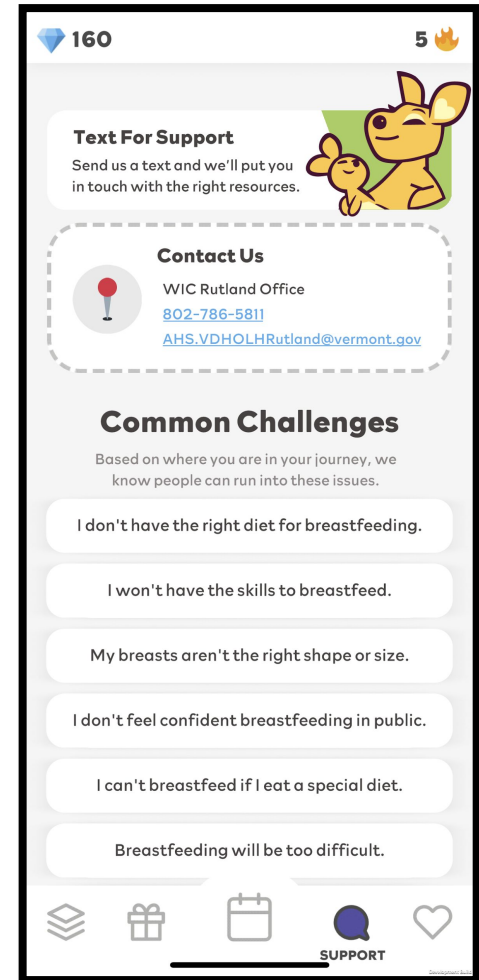 160
5
Text For Support
Send us a text and we'll put you
in touch with the right resources.
Contact Us
WIC Rutland Office
802-786-5811
AHS.VDHOLHRutland@vermont.gov
Common Challenges
Based on where you are in your journey, we
know people can run into these issues.
I don't have the right diet for breastfeeding.
I won't have the skills to breastfeed.
My breasts aren't the right shape or size.
I don't feel confident breastfeeding in public.
I can't breastfeed if I eat a special diet.
Breastfeeding will be too difficult.
SUPPORT
Development Build